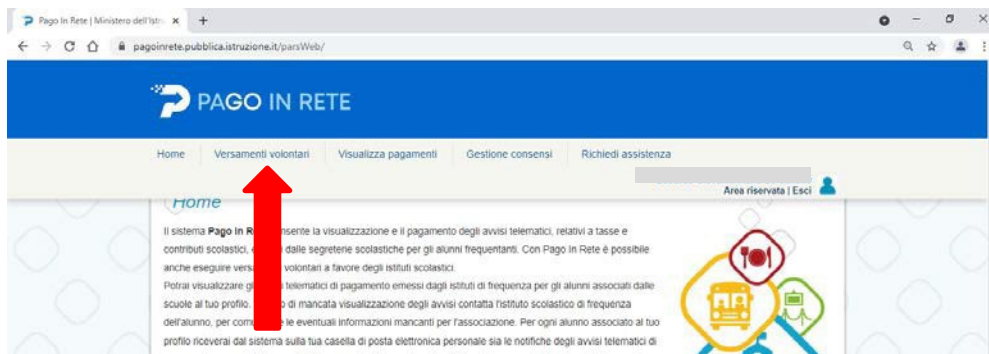 Pago In Rete | Ministero dell'Istr
pagoinrete.pubblica.istruzione.it/parsWeb/
PAGO IN RETE
Home Versamenti volontari Visualizza pagamenti Gestione consensi Richiedi assistenza
Area riservata | Esci
Home
Il sistema Pago In R nsente la visualizzazione e il pagamento degli avvisi telematici, relativi a tasse e
contributi scolastici, dalle segreterie scolastiche per gli alunni frequentanti. Con Pago In Rete è possibile
anche eseguire vers volontari a favore degli istituti scolastici.
Potrai visualizzare g telematici di pagamento emessi dagli istituti di frequenza per gli alunni associati dalle
scuole al tuo profilo. o di mancata visualizzazione degli avvisi contatta l'istituto scolastico di frequenza
dell'alunno, per com e le eventuali informazioni mancanti per l'associazione. Per ogni alunno associato al tuo
profilo riceverai dal sistema sulla tua casella di posta elettronica personale sia le notifiche degli avvisi telematici di